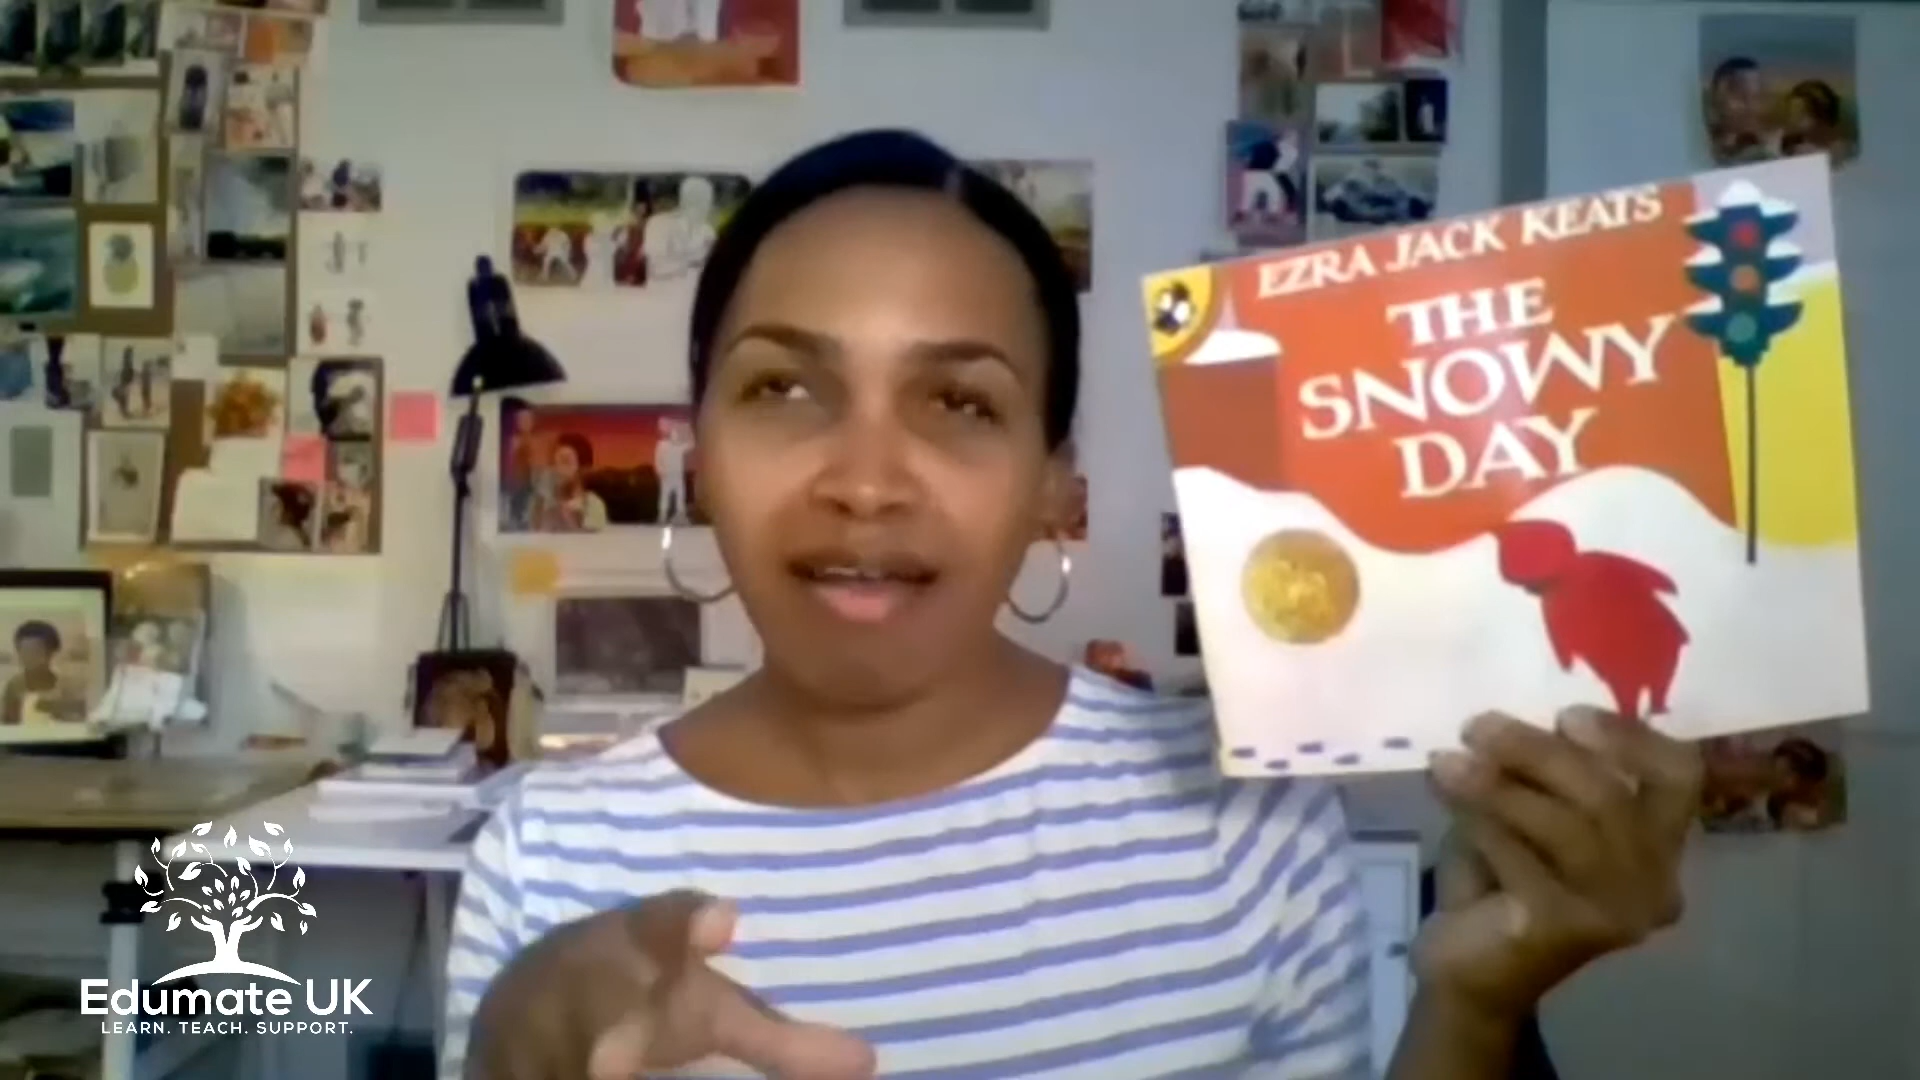 EZRA JACK KEATS
THE
SNOWY
DAY
Edumate UK
LEARN. TEACH. SUPPORT.